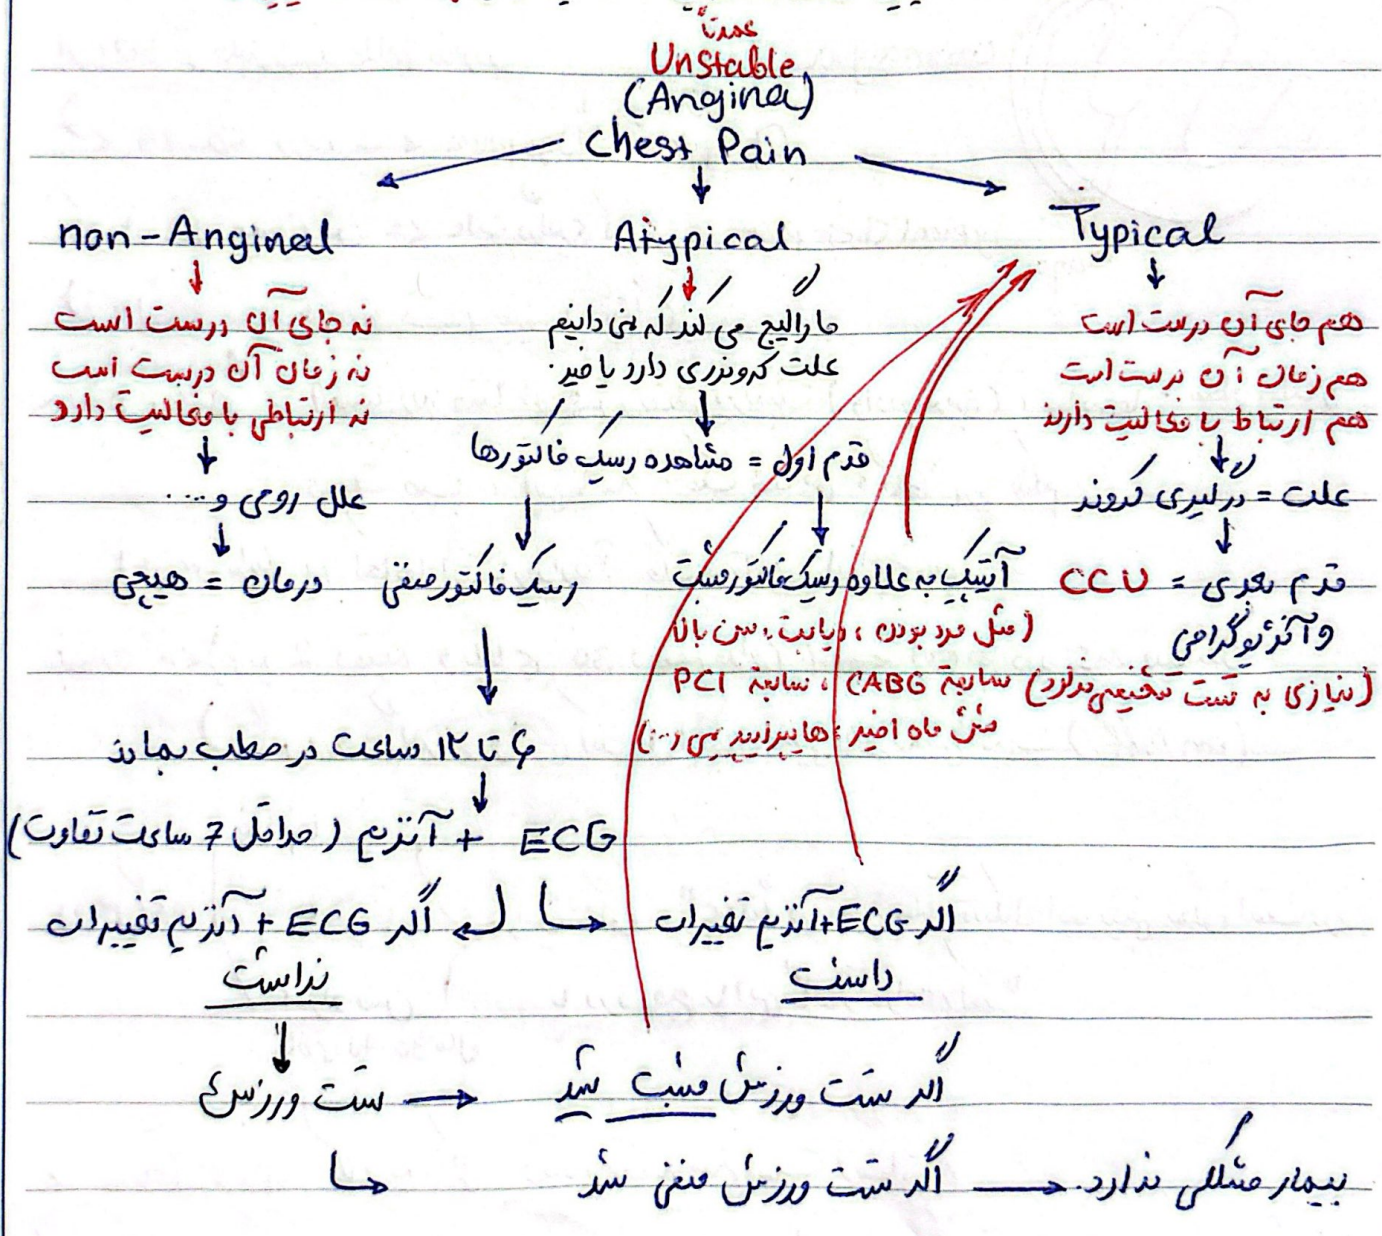 عمدتاً
Unstable
(Angina)
Chest Pain
Typical
هم جای آن درست است
هم زمان آن درست است
هم ارتباط با فعالیت دارند
علت = درگیری کرونر
قدم بعدی = CCU
و آنژیوگرافی
(نیازی به تست تشخیصی ندارد)
Atypical
ما را گیج می کند که نمی دانیم
علت کرونری دارد یا خیر.
قدم اول = مشاهده ریسک فاکتورها
آتیپیک به علاوه ریسک فاکتور مثبت
(مثل مرد بودن، دیابت، سن بالا
سابقه CABG، سابقه PCI
شش ماه اخیر، هایپرلیپیدمی و...)
ریسک فاکتور منفی
۶ تا ۱۲ ساعت در مطب بماند
ECG + آنزیم (حداقل 7 ساعت تفاوت)
اگر ECG+آنزیم تغییرات
داشت
اگر ECG + آنزیم تغییرات
نداشت
تست ورزش
اگر تست ورزش مثبت شد
اگر تست ورزش منفی شد
بیمار مشکلی ندارد.
non-Anginal
نه جای آن درست است
نه زمان آن درست است
نه ارتباطی با فعالیت دارد
علل روحی و....
درمان = هیچی